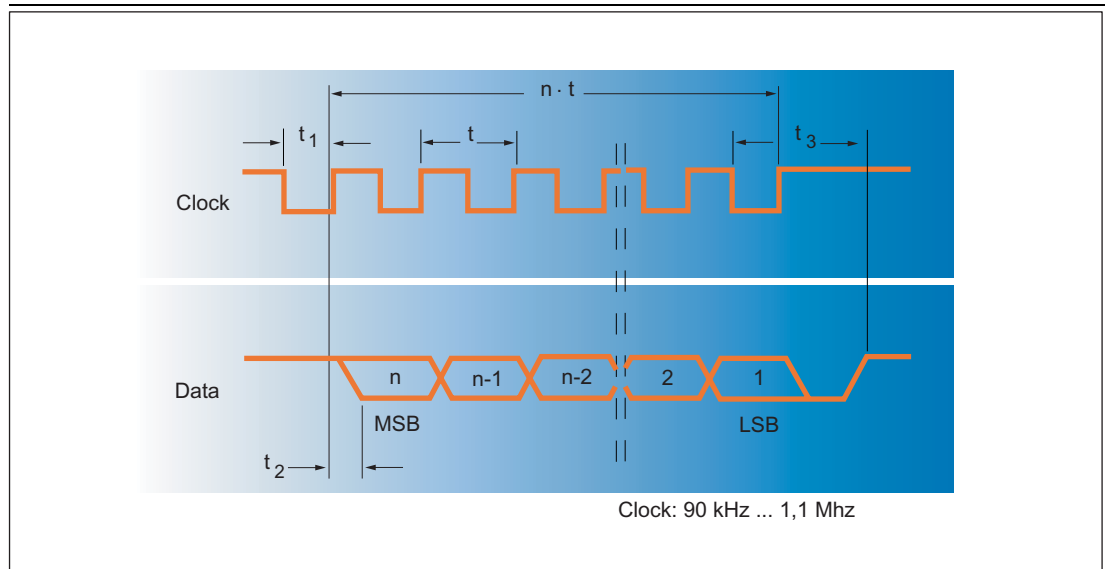 n · t
t1 t t3
Clock
n n-1 n-2 2 1
Data
MSB LSB
t2
Clock: 90 kHz ... 1,1 Mhz